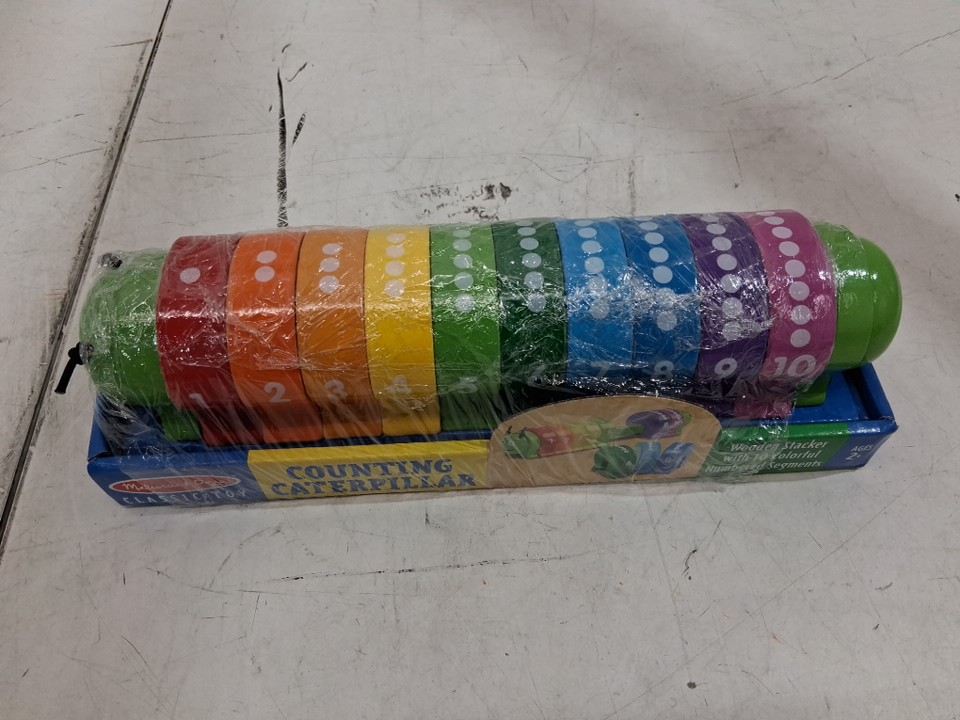 1 2 3 4 5 6 7 8 9 10
Melissa & Doug
CLASSIC TOY
COUNTING
CATERPILLAR
Wooden Stacker
with 10 Colorful
Numbered Segments
AGES
2+